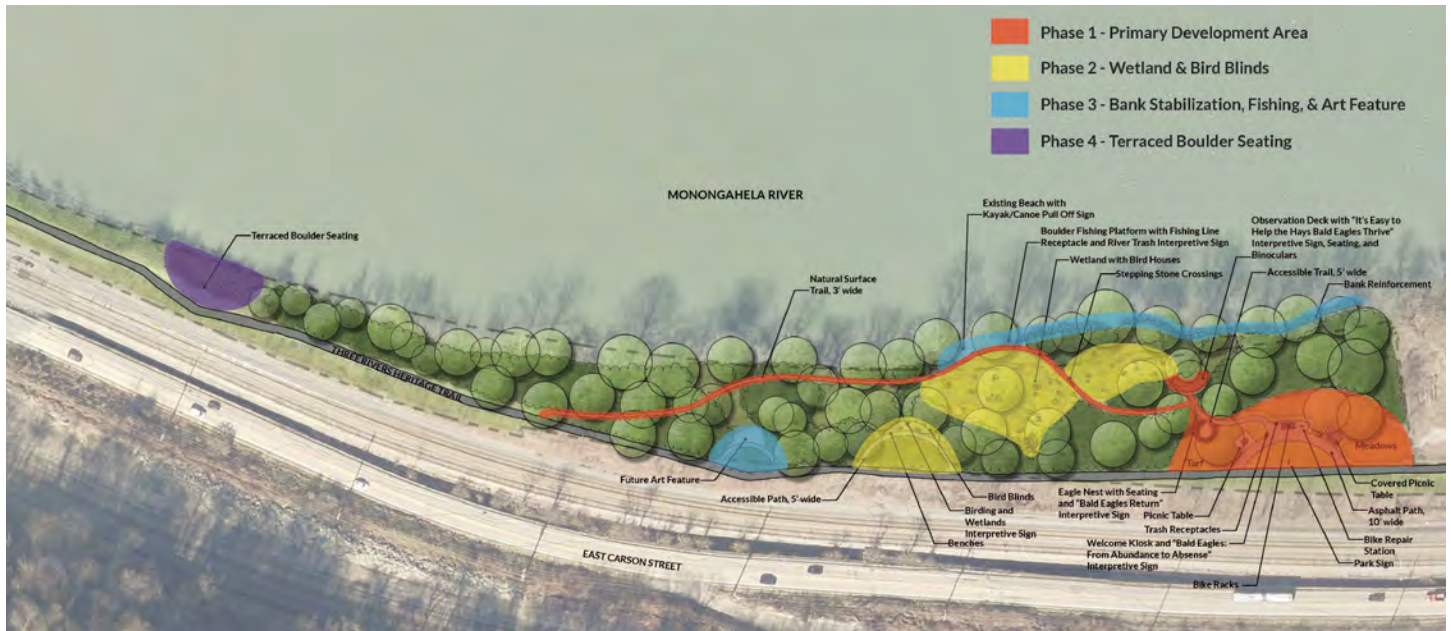 Phase 1 - Primary Development Area
Phase 2 - Wetland & Bird Blinds
Phase 3 - Bank Stabilization, Fishing, & Art Feature
Phase 4 - Terraced Boulder Seating
MONONGAHELA RIVER
Existing Beach with
Kayak/Canoe Pull Off Sign
Boulder Fishing Platform with Fishing Line
Receptacle and River Trash Interpretive Sign
Wetland with Bird Houses
Stepping Stone Crossings
Observation Deck with "It's Easy to
Help the Hays Bald Eagles Thrive"
Interpretive Sign, Seating, and
Binoculars
Accessible Trail, 5' wide
Bank Reinforcement
Terraced Boulder Seating
Natural Surface
Trail, 3' wide
THREE RIVERS HERITAGE TRAIL
Meadows
Turf
Future Art Feature
Accessible Path, 5' wide
Bird Blinds
Birding and
Wetlands
Interpretive Sign
Benches
Eagle Nest with Seating
and "Bald Eagles Return"
Interpretive Sign
Picnic Table
Trash Receptacles
Welcome Kiosk and "Bald Eagles:
From Abundance to Absense"
Interpretive Sign
Bike Racks
Covered Picnic
Table
Asphalt Path,
10' wide
Bike Repair
Station
Park Sign
EAST CARSON STREET